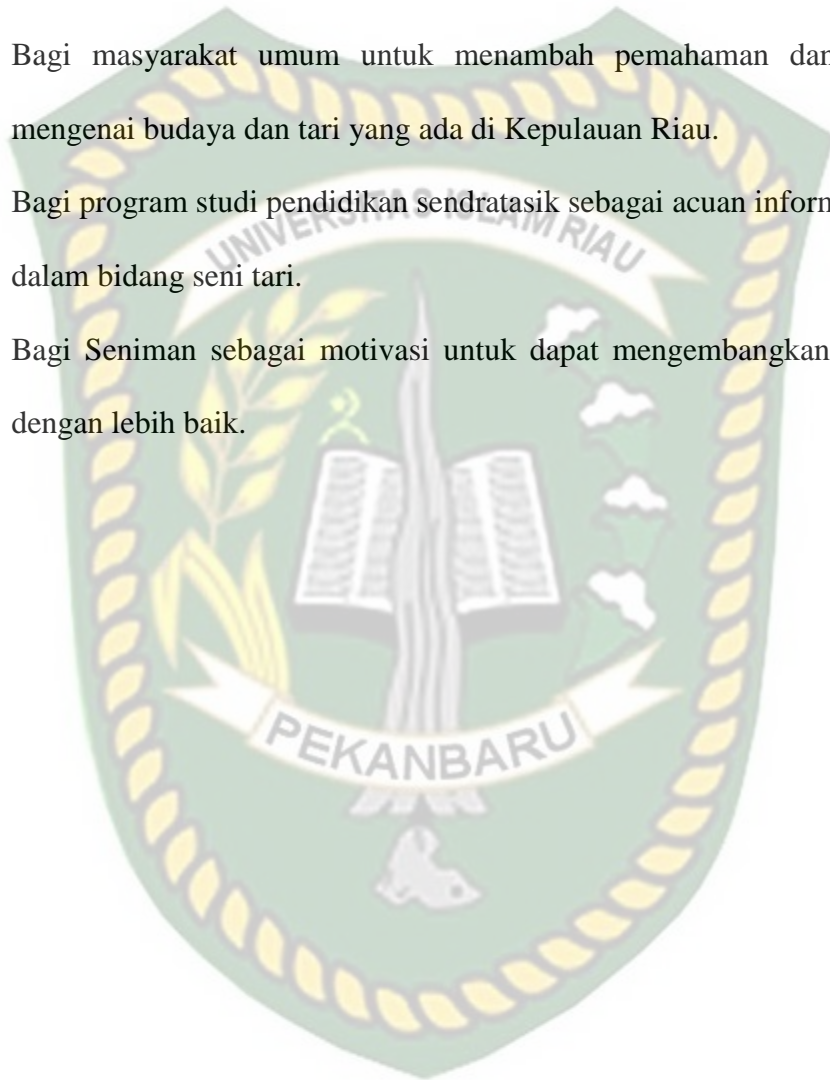 Bagi masyarakat umum untuk menambah pemahaman dan
mengenai budaya dan tari yang ada di Kepulauan Riau.
Bagi program studi pendidikan sendratasik sebagai acuan
dalam bidang seni tari.
Bagi Seniman sebagai motivasi untuk dapat mengembangkan
dengan lebih baik.
UNIVERSITAS ISLAM RIAU
PEKANBARU